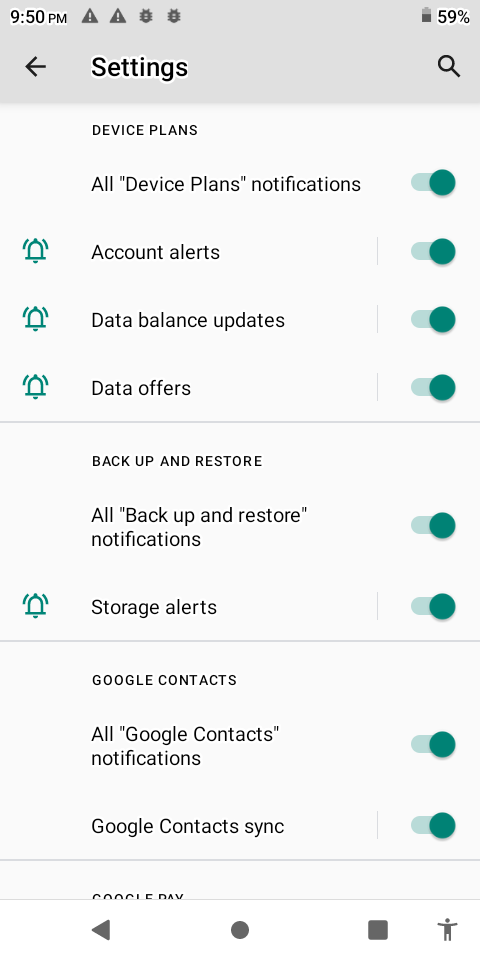 9:50 PM
59%
Settings
DEVICE PLANS
All "Device Plans" notifications
Account alerts
Data balance updates
Data offers
BACK UP AND RESTORE
All "Back up and restore"
notifications
Storage alerts
GOOGLE CONTACTS
All "Google Contacts"
notifications
Google Contacts sync
GOOGLE PAY